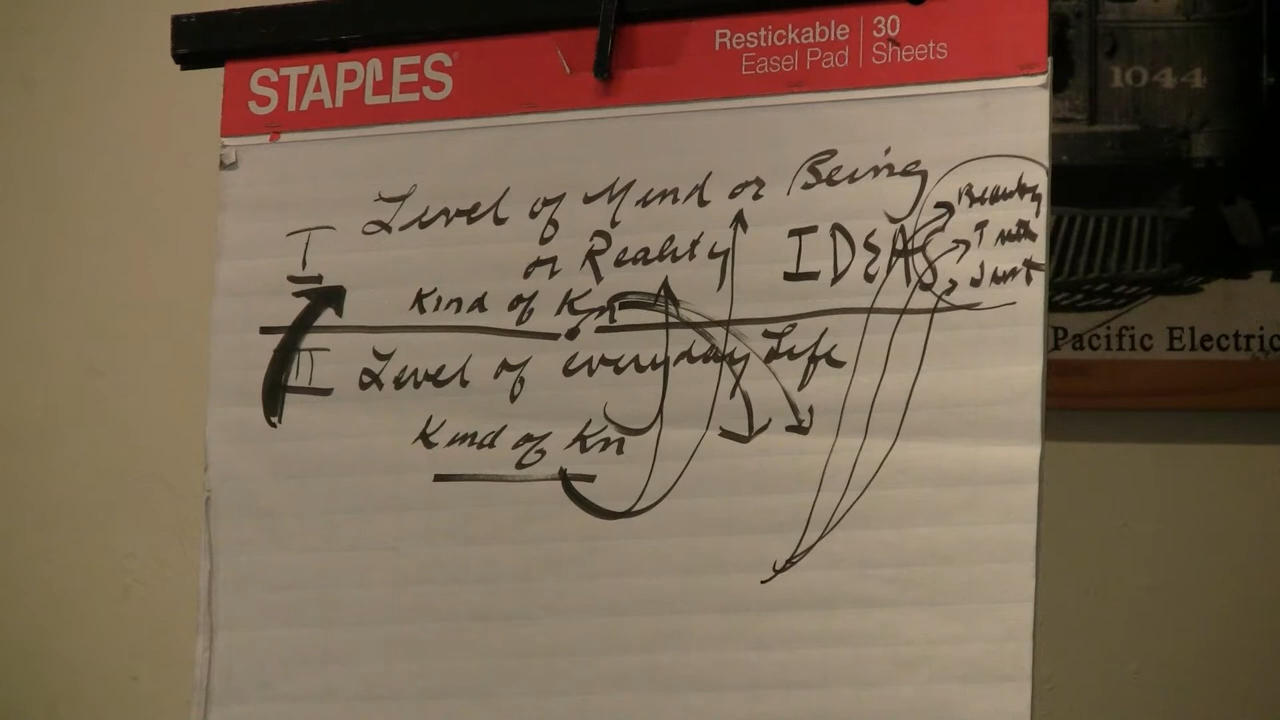 STAPLES
Restickable 30
Easel Pad Sheets
1044
Pacific Electric
I Level of Mind or Being
or Reality IDEAS
Beauty
Truth
Just
Kind of Kn
II Level of everyday Life
Kind of Kn